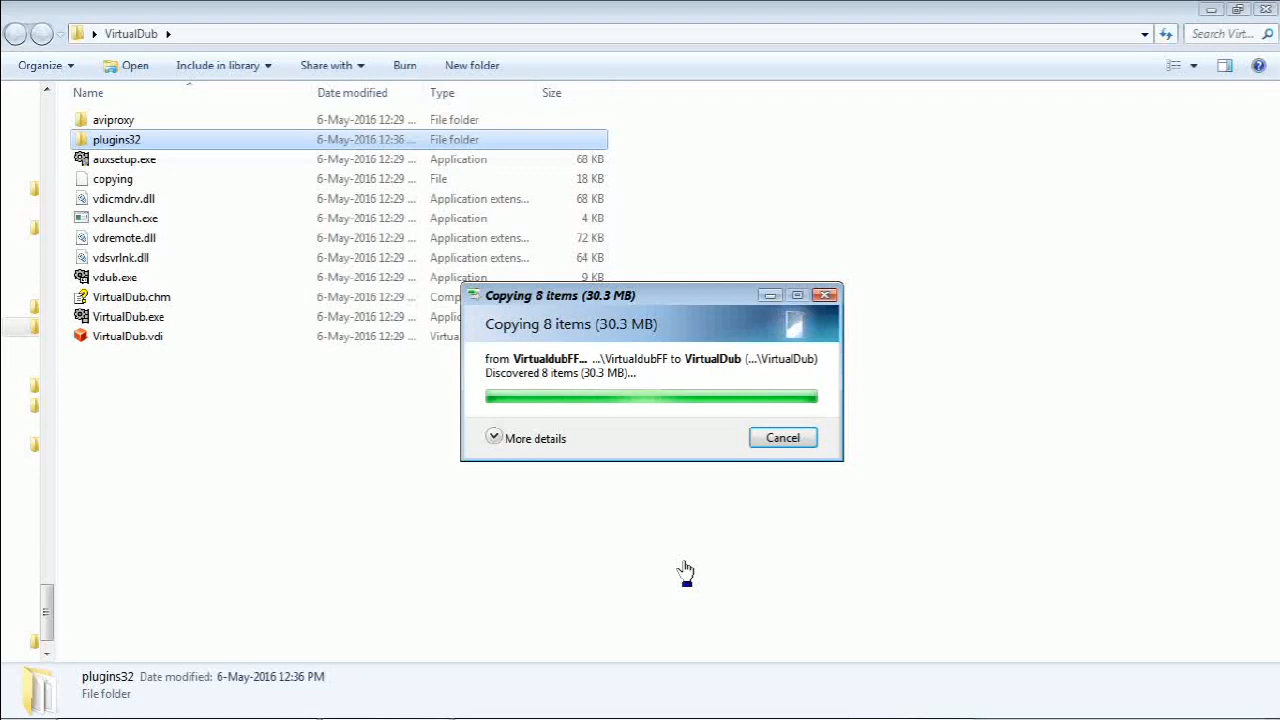 VirtualDub
Search Virt...
Organize Open Include in library Share with Burn New folder
Name Date modified Type Size
aviproxy 6-May-2016 12:29 ... File folder
plugins32 6-May-2016 12:36 ... File folder
auxsetup.exe 6-May-2016 12:29 ... Application 68 KB
copying 6-May-2016 12:29 ... File 18 KB
vdicmdrv.dll 6-May-2016 12:29 ... Application extens... 68 KB
vdlaunch.exe 6-May-2016 12:29 ... Application 4 KB
vdremote.dll 6-May-2016 12:29 ... Application extens... 72 KB
vdsvrlnk.dll 6-May-2016 12:29 ... Application extens... 64 KB
vdub.exe 6-May-2016 12:29 ... Application 9 KB
VirtualDub.chm 6-May-2016 12:29 ... Comp
VirtualDub.exe 6-May-2016 12:29 ... Applic
VirtualDub.vdi 6-May-2016 12:29 ... Virtua
Copying 8 items (30.3 MB)
Copying 8 items (30.3 MB)
from VirtualdubFF... ...\VirtualdubFF to VirtualDub (...\VirtualDub)
Discovered 8 items (30.3 MB)...
More details Cancel
plugins32 Date modified: 6-May-2016 12:36 PM
File folder